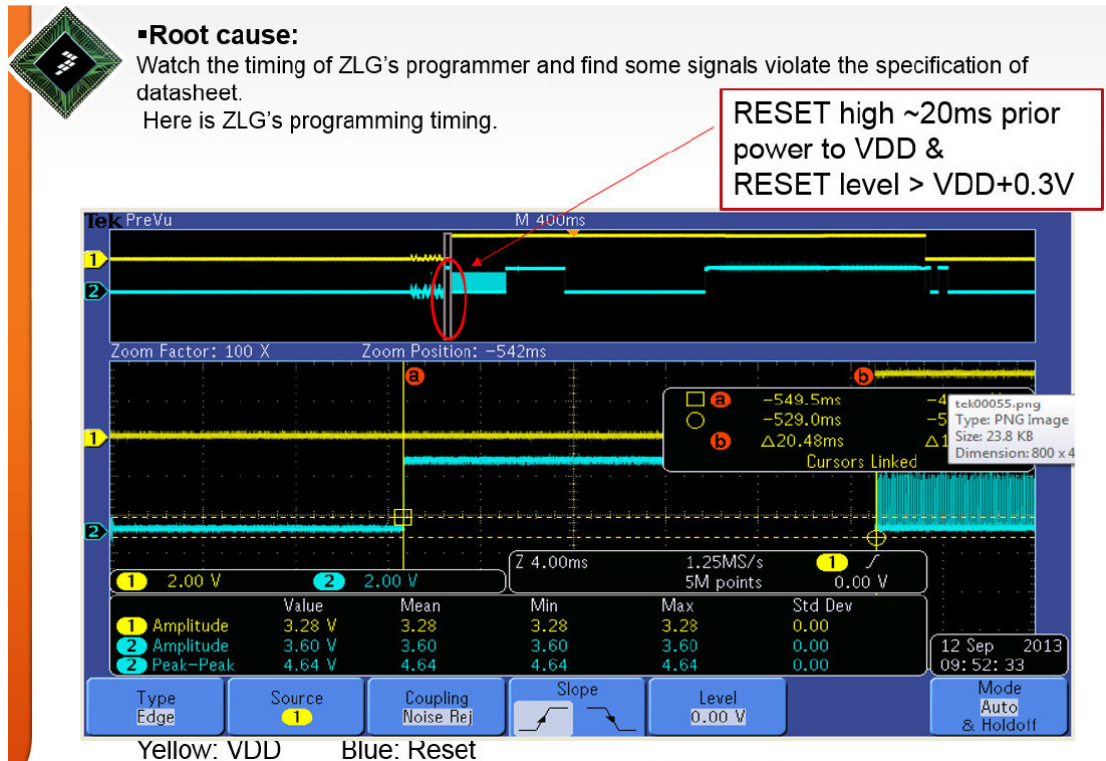 ▪Root cause:
Watch the timing of ZLG's programmer and find some signals violate the specification of
datasheet.
Here is ZLG's programming timing.
RESET high ~20ms prior
power to VDD &
RESET level > VDD+0.3V
Tek PreVu M 400ms
1
2
Zoom Factor: 100 X Zoom Position: -542ms
a b
a -549.5ms -4
-529.0ms -5
b △20.48ms △1
Cursors Linked
tek00055.png
Type: PNG Image
Size: 23.8 KB
Dimension: 800 x 4
1
2
Z 4.00ms 1.25MS/s 1
5M points 0.00 V
1 2.00 V 2 2.00 V
Value Mean Min Max Std Dev
1 Amplitude 3.28 V 3.28 3.28 3.28 0.00
2 Amplitude 3.60 V 3.60 3.60 3.60 0.00
2 Peak-Peak 4.64 V 4.64 4.64 4.64 0.00
12 Sep 2013
09:52:33
Type
Edge
Source
1
Coupling
Noise Rej
Slope
Level
0.00 V
Mode
Auto
& Holdoff
Yellow: VDD Blue: Reset